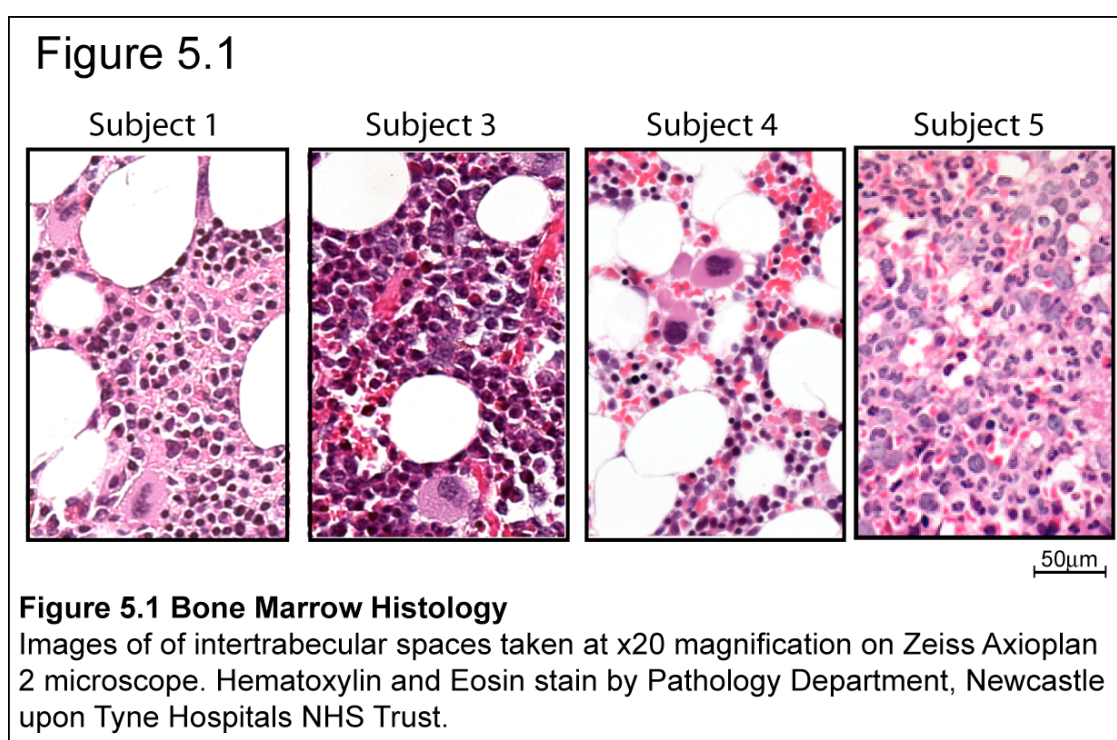 Figure 5.1
Subject 1 Subject 3 Subject 4 Subject 5
50μm
Figure 5.1 Bone Marrow Histology
Images of of intertrabecular spaces taken at x20 magnification on Zeiss Axioplan
2 microscope. Hematoxylin and Eosin stain by Pathology Department, Newcastle
upon Tyne Hospitals NHS Trust.